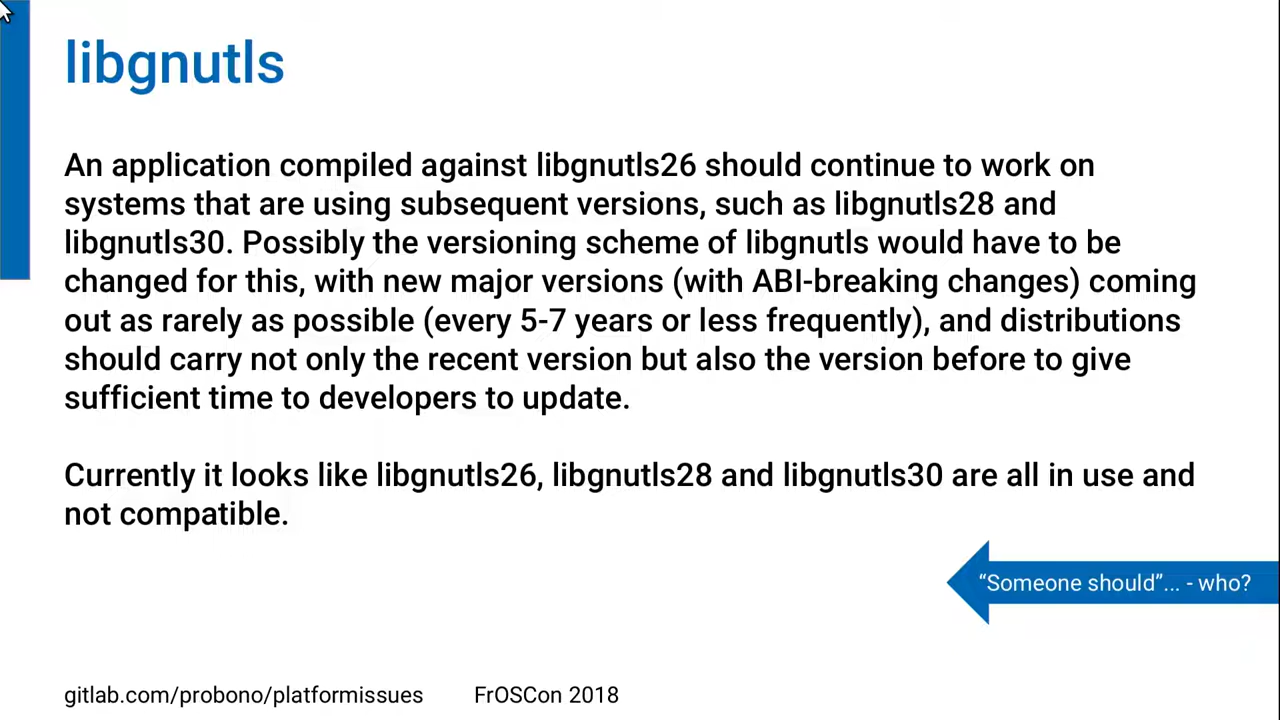 libgnutls
An application compiled against libgnutls26 should continue to work on
systems that are using subsequent versions, such as libgnutls28 and
libgnutls30. Possibly the versioning scheme of libgnutls would have to be
changed for this, with new major versions (with ABI-breaking changes) coming
out as rarely as possible (every 5-7 years or less frequently), and distributions
should carry not only the recent version but also the version before to give
sufficient time to developers to update.
Currently it looks like libgnutls26, libgnutls28 and libgnutls30 are all in use and
not compatible.
“Someone should”... - who?
gitlab.com/probono/platformissues FrOSCon 2018